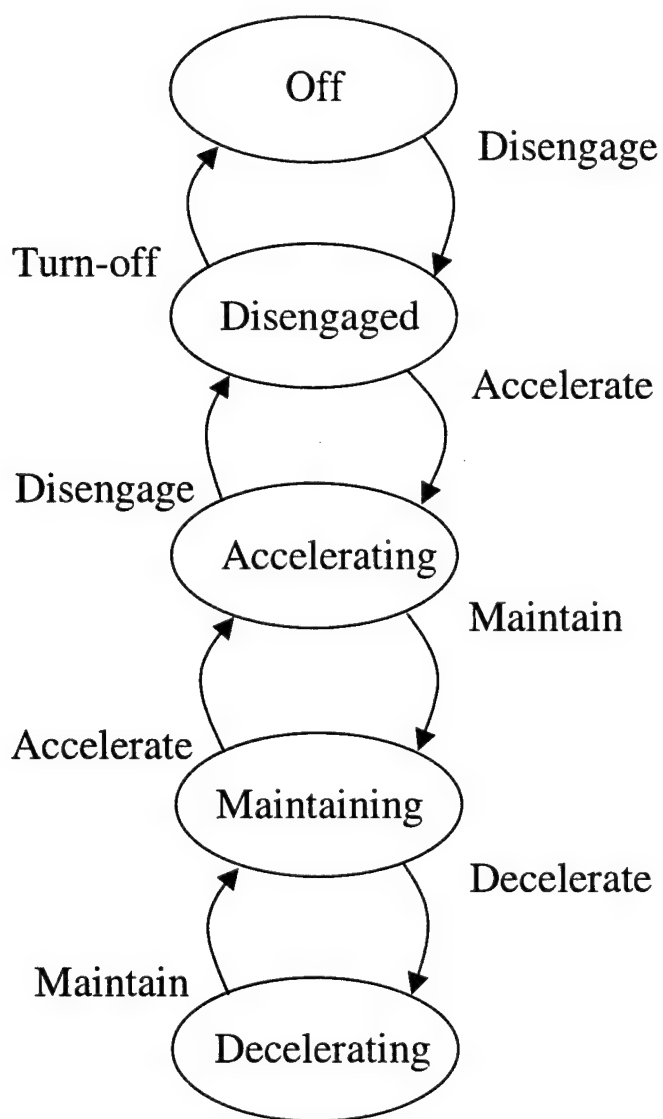 Off
Disengage
Turn-off
Disengaged
Accelerate
Disengage
Accelerating
Maintain
Accelerate
Maintaining
Decelerate
Maintain
Decelerating